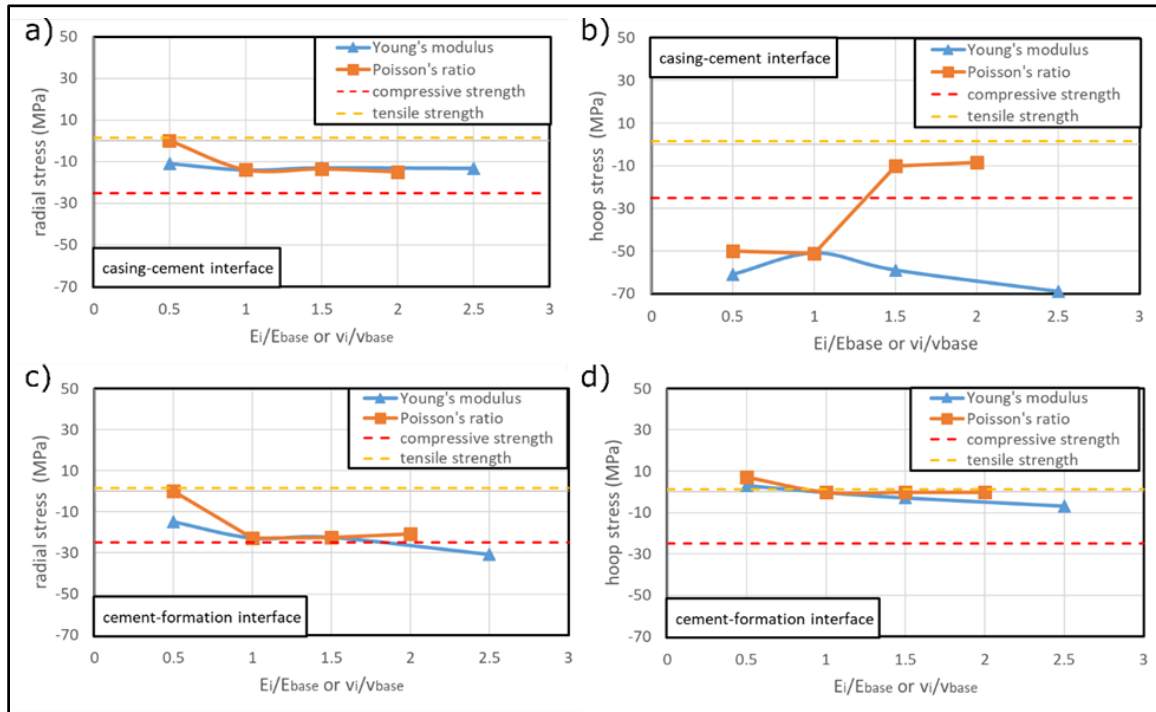 a)
50
30
10
-10
-30
-50
-70
radial stress (MPa)
Young's modulus
Poisson's ratio
compressive strength
tensile strength
casing-cement interface
0
0.5
1
1.5
2
2.5
3
Ei/Ebase or vi/vbase
b)
50
30
10
-10
-30
-50
-70
hoop stress (MPa)
casing-cement interface
Young's modulus
Poisson's ratio
compressive strength
tensile strength
0
0.5
1
1.5
2
2.5
3
Ei/Ebase or vi/vbase
c)
50
30
10
-10
-30
-50
-70
radial stress (MPa)
Young's modulus
Poisson's ratio
compressive strength
tensile strength
cement-formation interface
0
0.5
1
1.5
2
2.5
3
Ei/Ebase or vi/vbase
d)
50
30
10
-10
-30
-50
-70
hoop stress (MPa)
Young's modulus
Poisson's ratio
compressive strength
tensile strength
cement-formation interface
0
0.5
1
1.5
2
2.5
3
Ei/Ebase or vi/vbase